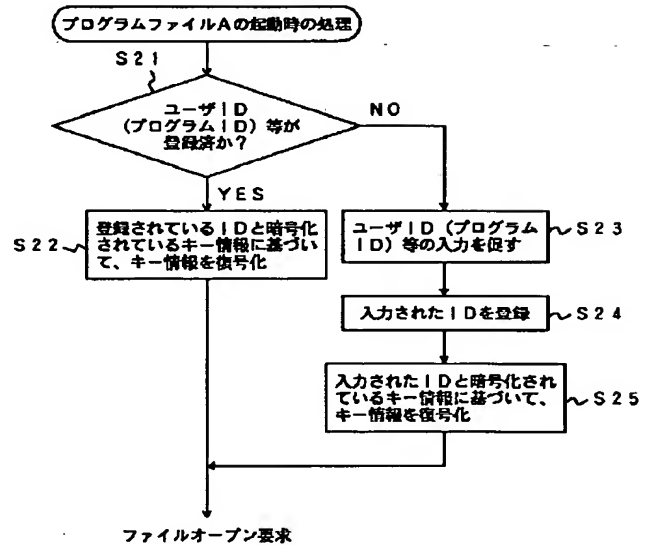 プログラムファイルAの起動時の処理
S21
ユーザID
(プログラムID)等が
登録済か?
NO
YES
登録されているIDと暗号化
されているキー情報に基づい
て、キー情報を復号化
S22
ユーザID(プログラム
ID)等の入力を促す
S23
入力されたIDを登録
S24
入力されたIDと暗号化され
ているキー情報に基づいて、
キー情報を復号化
S25
ファイルオープン要求